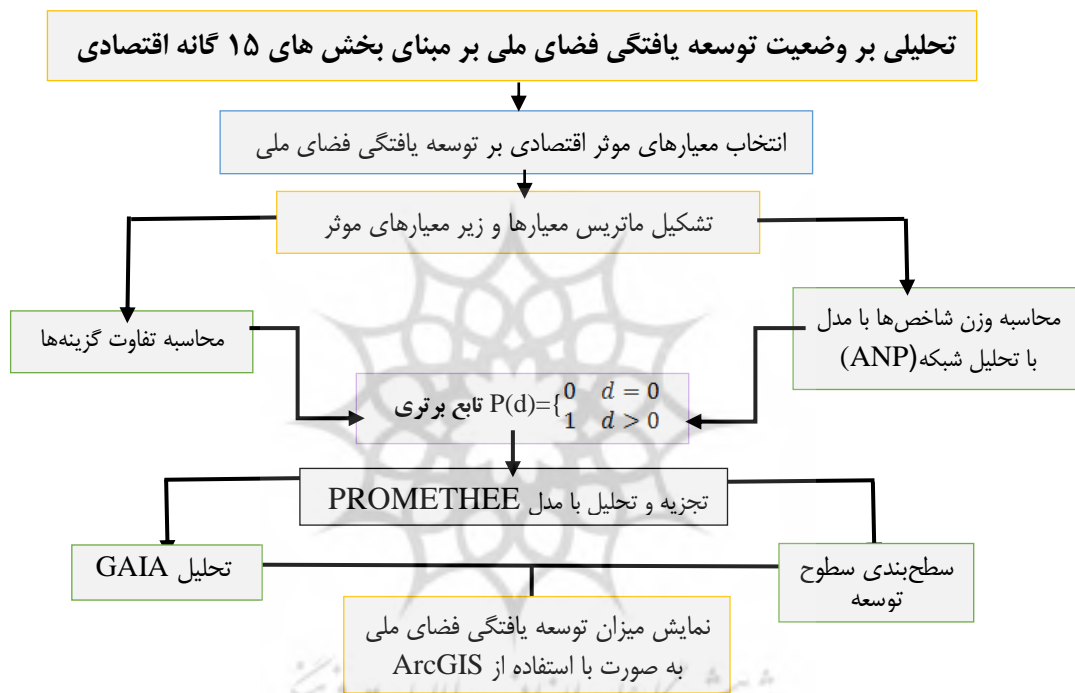 تحلیلی بر وضعیت توسعه یافتگی فضای ملی بر مبنای بخش های ۱۵ گانه اقتصادی
انتخاب معیارهای موثر اقتصادی بر توسعه یافتگی فضای ملی
تشکیل ماتریس معیارها و زیر معیارهای موثر
محاسبه وزن شاخص‌ها با مدل
با تحلیل شبکه(ANP)
محاسبه تفاوت گزینه‌ها
تابع برتری P(d)={0 d = 0
1 d > 0
تجزیه و تحلیل با مدل PROMETHEE
سطح‌بندی سطوح
توسعه
تحلیل GAIA
نمایش میزان توسعه یافتگی فضای ملی
به صورت با استفاده از ArcGIS